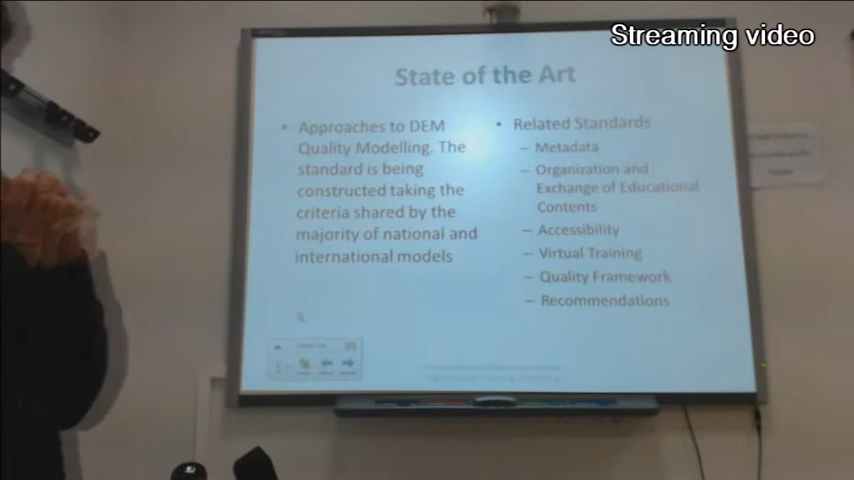 Streaming video
State of the Art
• Approaches to DEM
Quality Modelling. The
standard is being
constructed taking the
criteria shared by the
majority of national and
international models
• Related Standards
– Metadata
– Organization and
Exchange of Educational
Contents
– Accessibility
– Virtual Training
– Quality Framework
– Recommendations